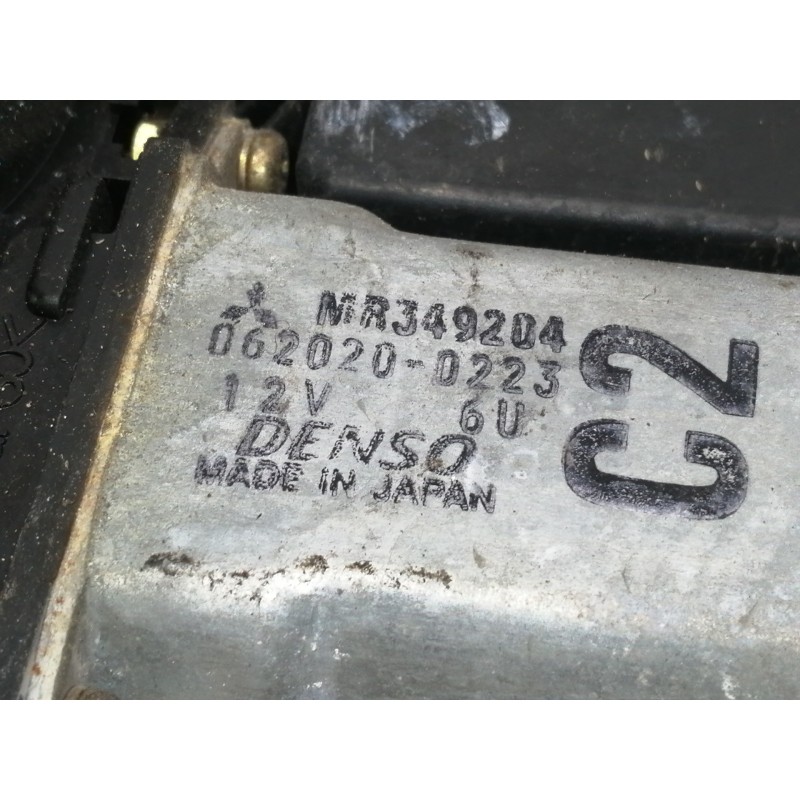 MR349204
062020-0223
12V 6U
DENSO
MADE IN JAPAN
C2